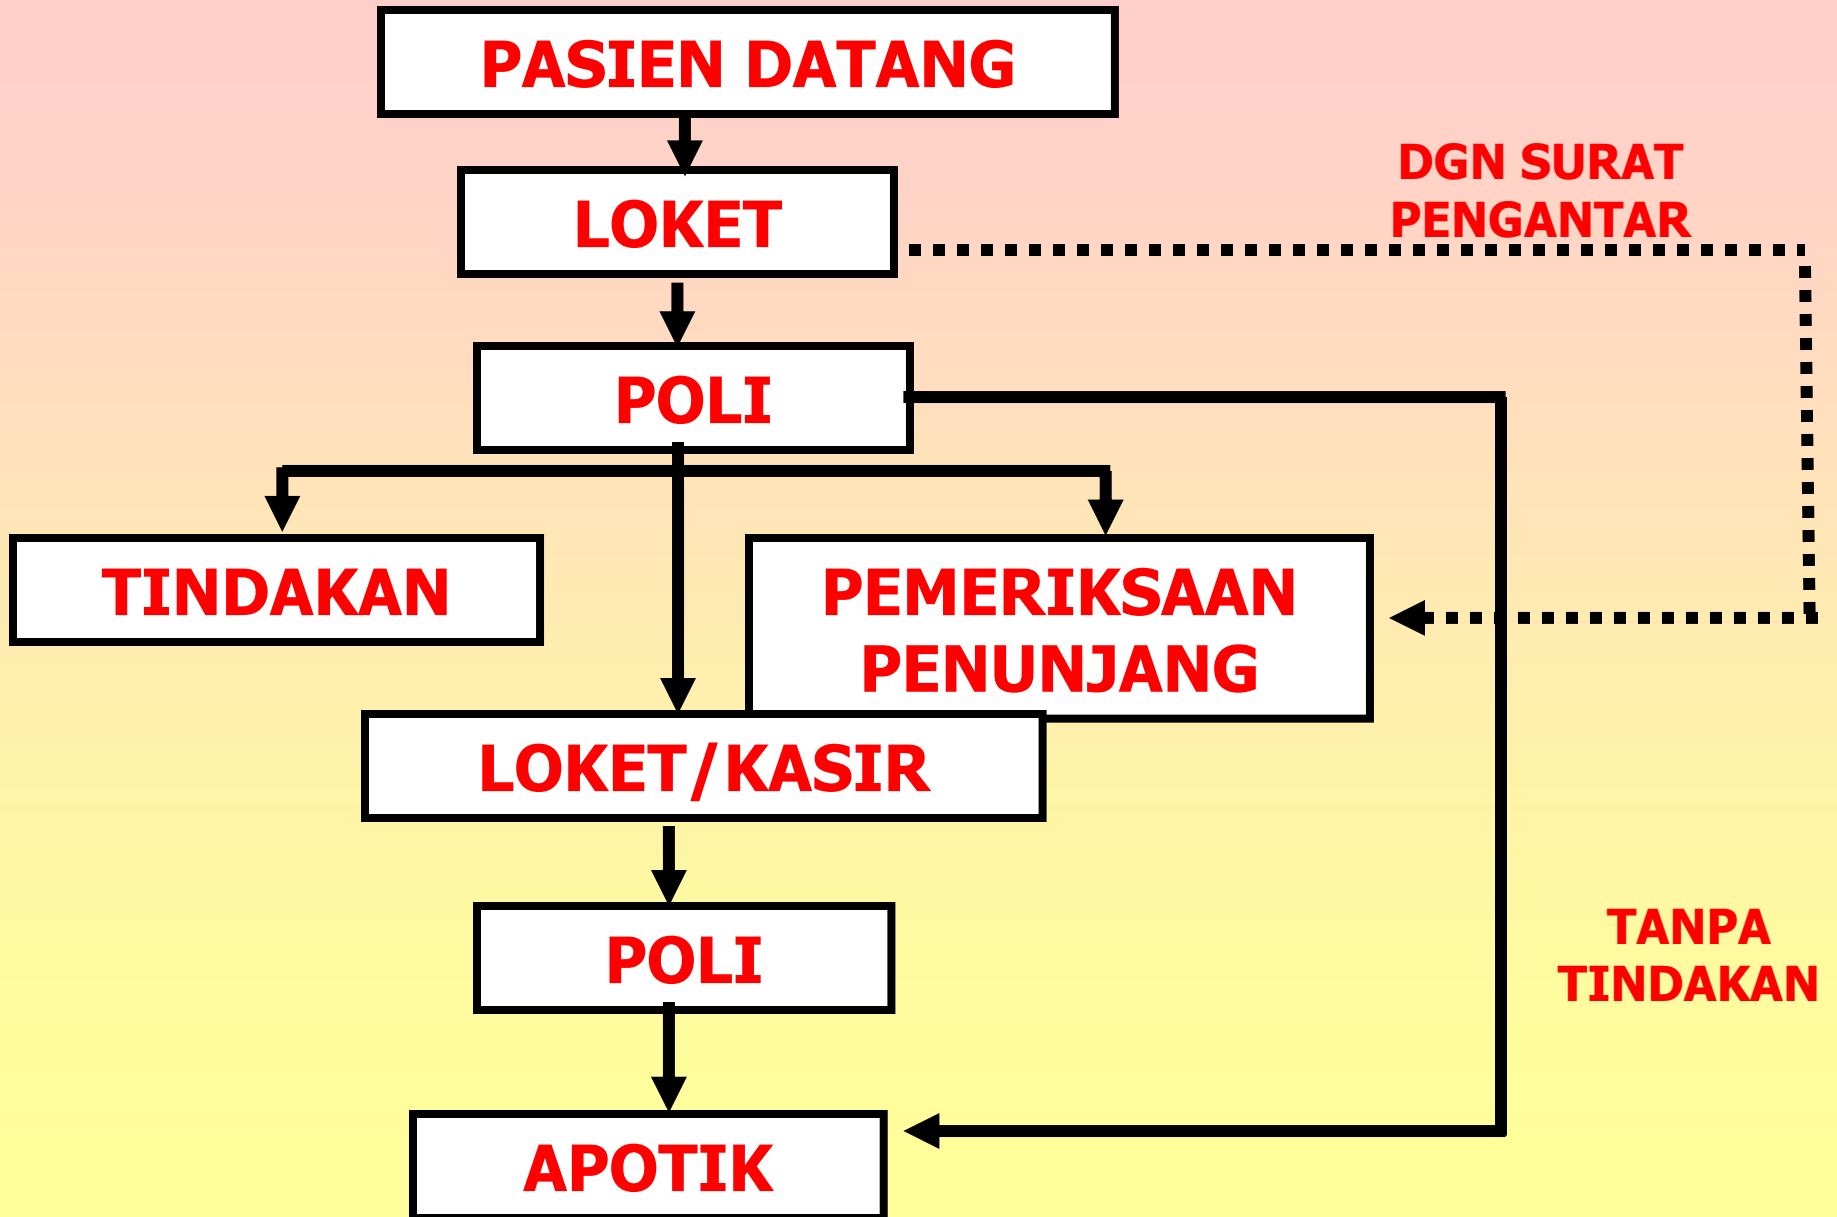 PASIEN DATANG
DGN SURAT
PENGANTAR
LOKET
POLI
TINDAKAN
PEMERIKSAAN
PENUNJANG
LOKET/KASIR
POLI
TANPA
TINDAKAN
APOTIK